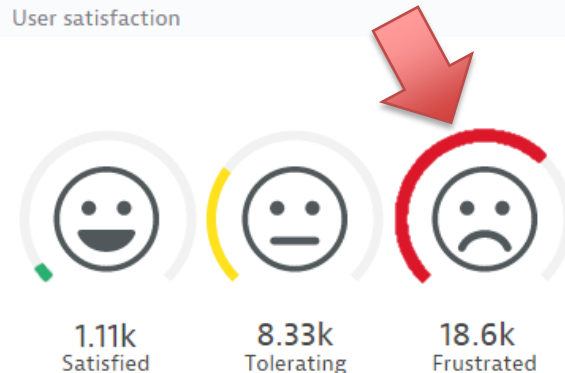 User satisfaction
1.11k 8.33k 18.6k
Satisfied Tolerating Frustrated